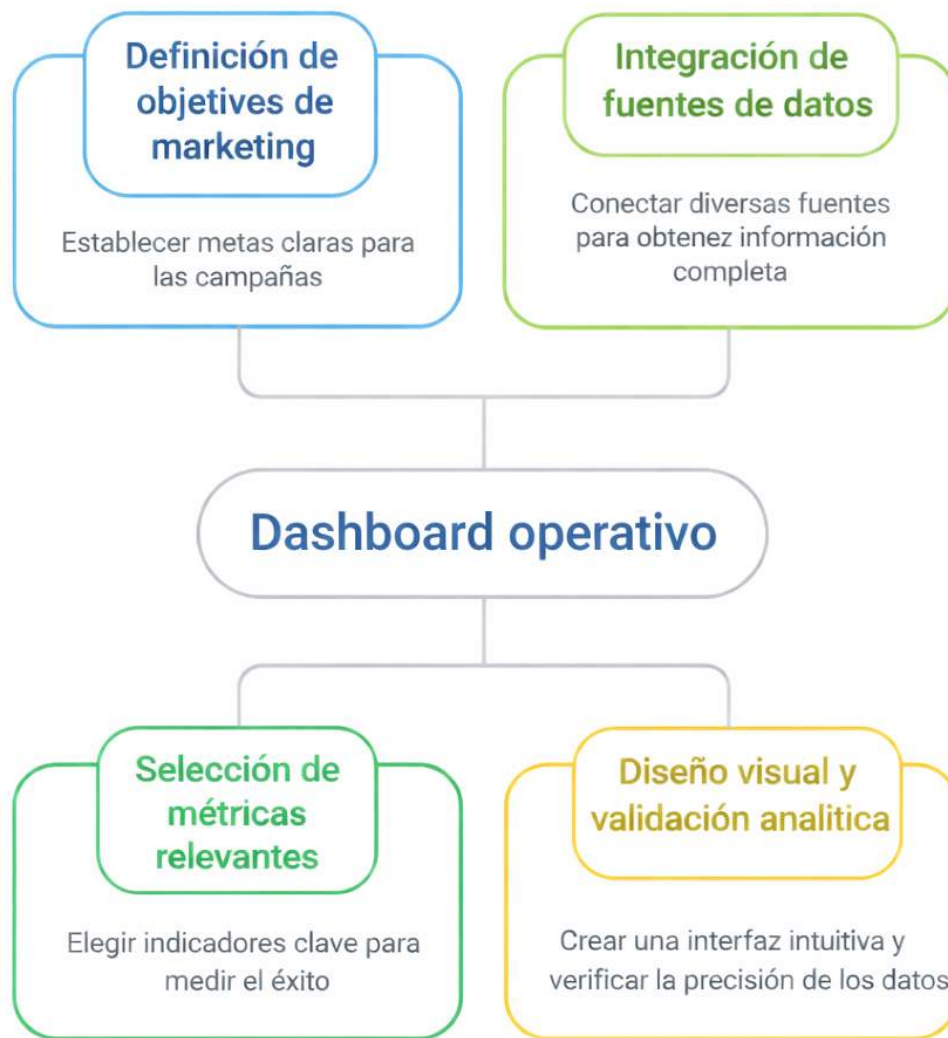 Definición de
objetives de
marketing
Establecer metas claras para
las campañas
Integración de
fuentes de datos
Conectar diversas fuentes
para obtenez información
completa
Dashboard operativo
Selección de
métricas
relevantes
Elegir indicadores clave para
medir el éxito
Diseño visual y
validación analitica
Crear una interfaz intuitiva y
verificar la precisión de los datos